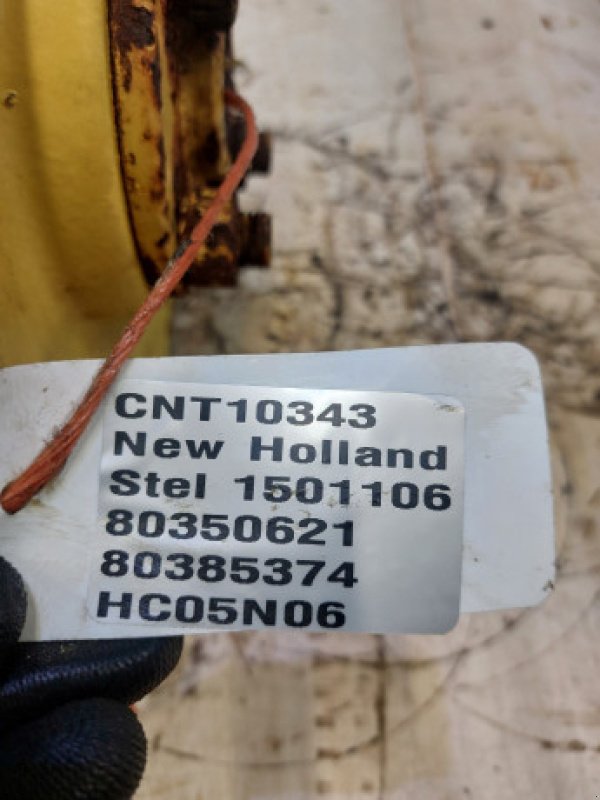 CNT10343
New Holland
Stel 1501106
80350621
80385374
HC05N06